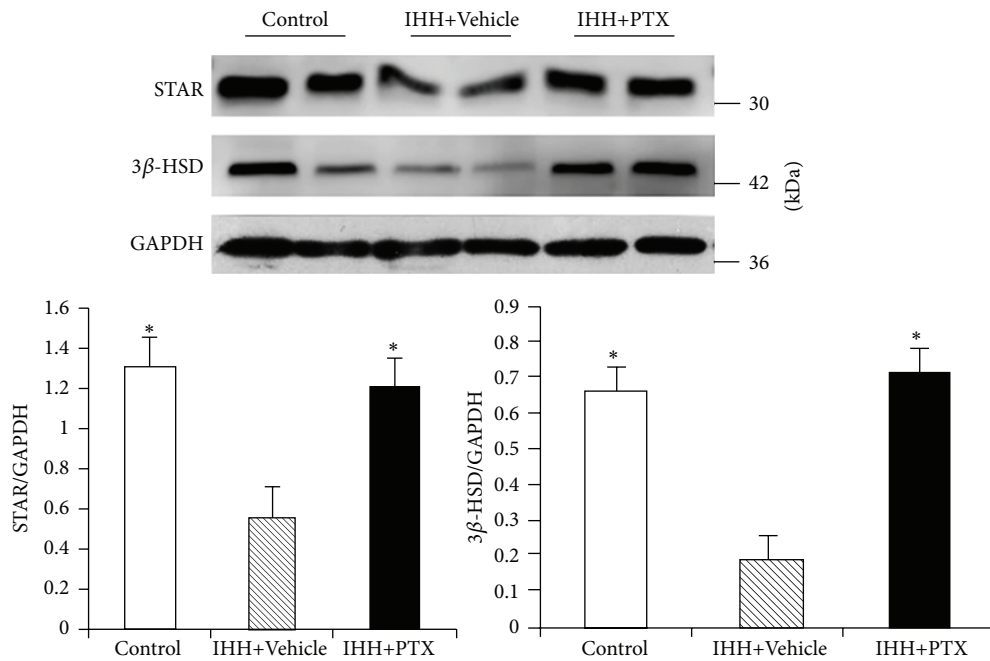 Control IHH+Vehicle IHH+PTX
STAR
30
3β-HSD
42
(kDa)
GAPDH
36
1.6
1.4
1.2
1
0.8
0.6
0.4
0.2
0
STAR/GAPDH
*
*
Control IHH+Vehicle IHH+PTX
0.9
0.8
0.7
0.6
0.5
0.4
0.3
0.2
0.1
0
3β-HSD/GAPDH
*
*
Control IHH+Vehicle IHH+PTX